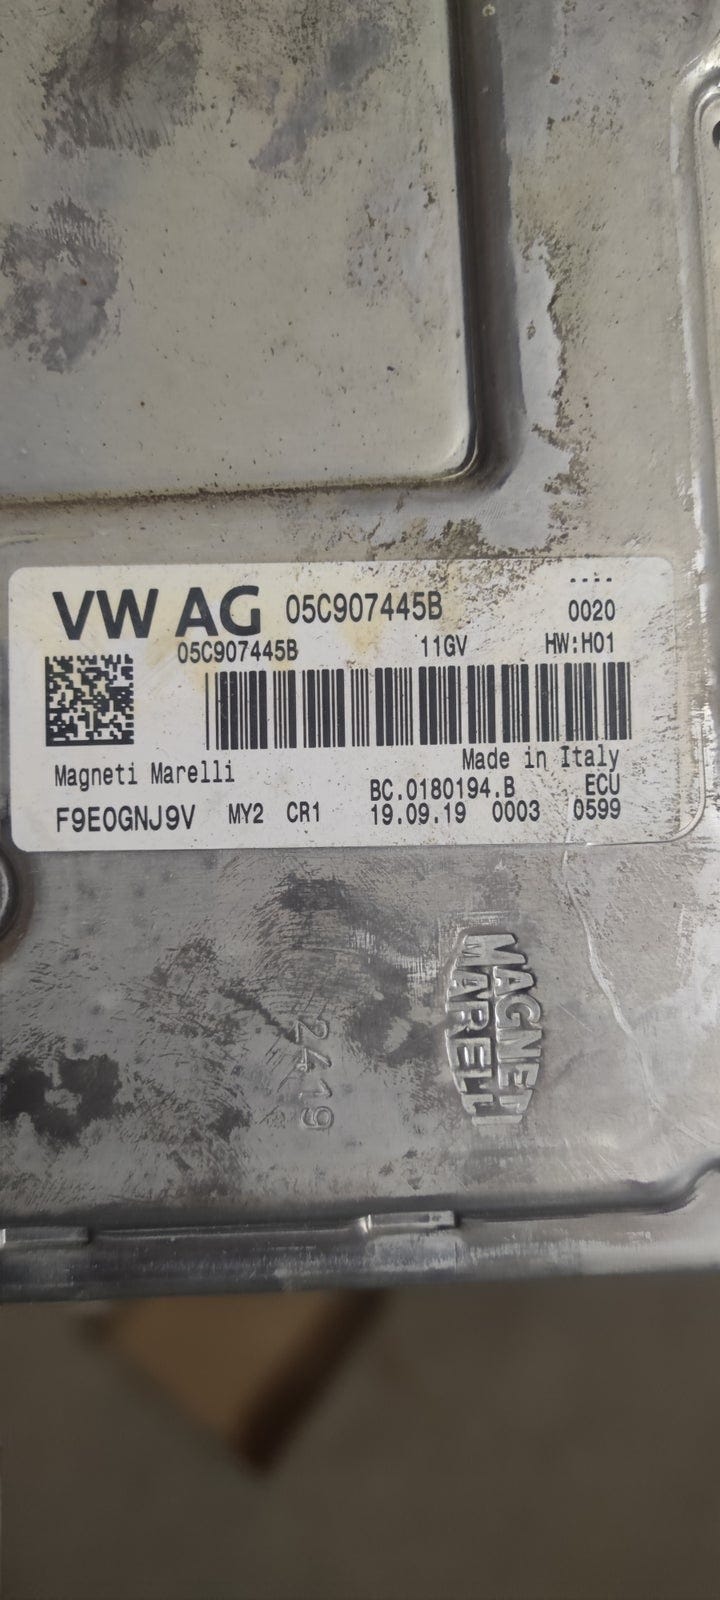 VW AG 05C907445B 0020
05C907445B 11GV HW:H01
Magneti Marelli Made in Italy
BC.0180194.B ECU
F9E0GNJ9V MY2 CR1 19.09.19 0003 0599
MAGNETI
MARELLI
2419